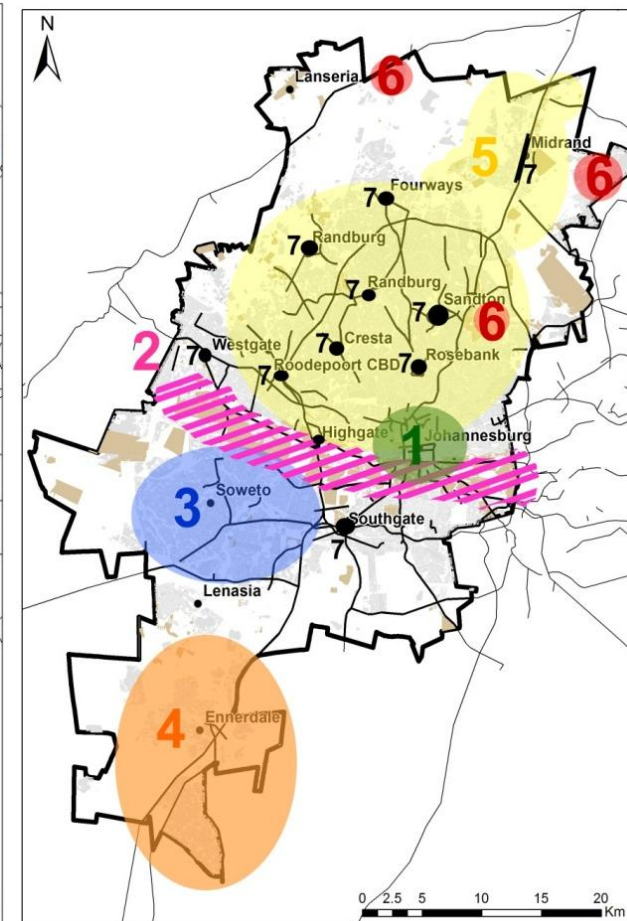 N
Lanseria
6
Midrand
5
7
6
Fourways
7
Randburg
7
Randburg
7
Sandton
7
6
2
Westgate
7
Cresta
7
Rosebank
7
Roodepoort CBD
7
Highgate
1
Johannesburg
Soweto
3
Southgate
7
Lenasia
Ennerdale
4
0 2.5 5 10 15 20
Km